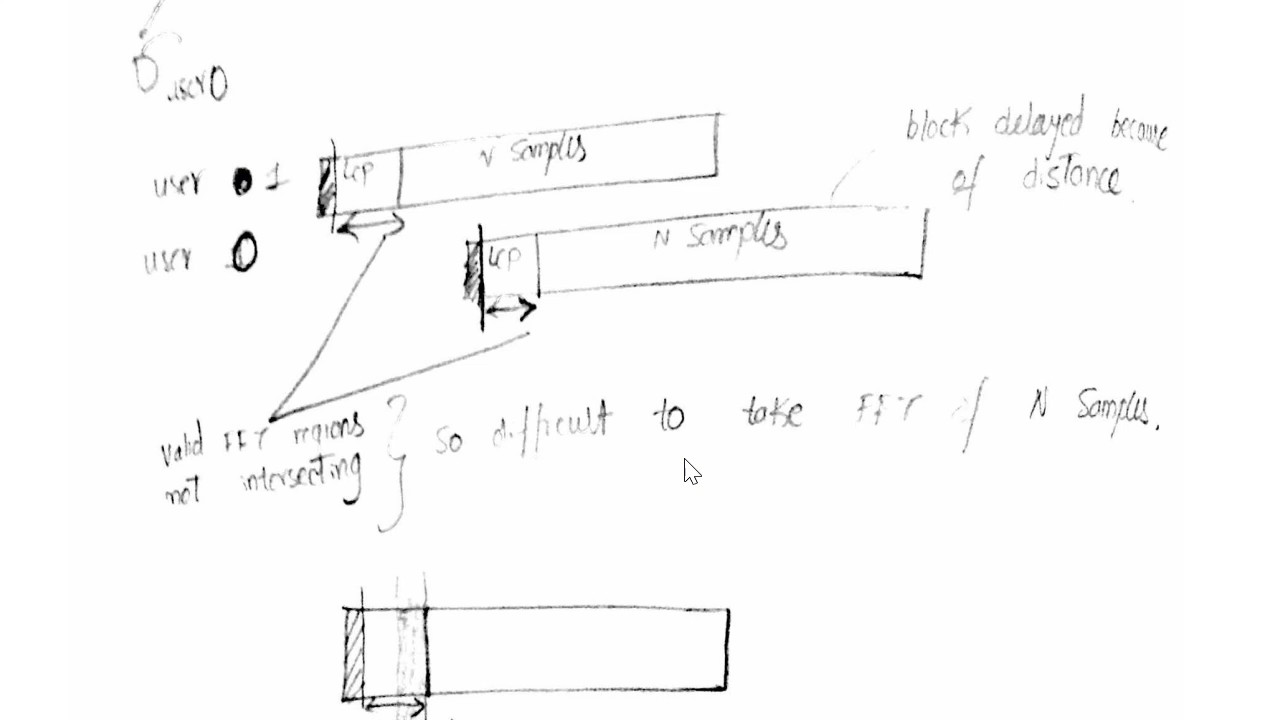 user 0
user 1
Lcp
N Samples
block delayed because
of distance
user 0
Lcp
N Samples
valid FFT regions
not intersecting
so difficult to take FFT of N Samples.